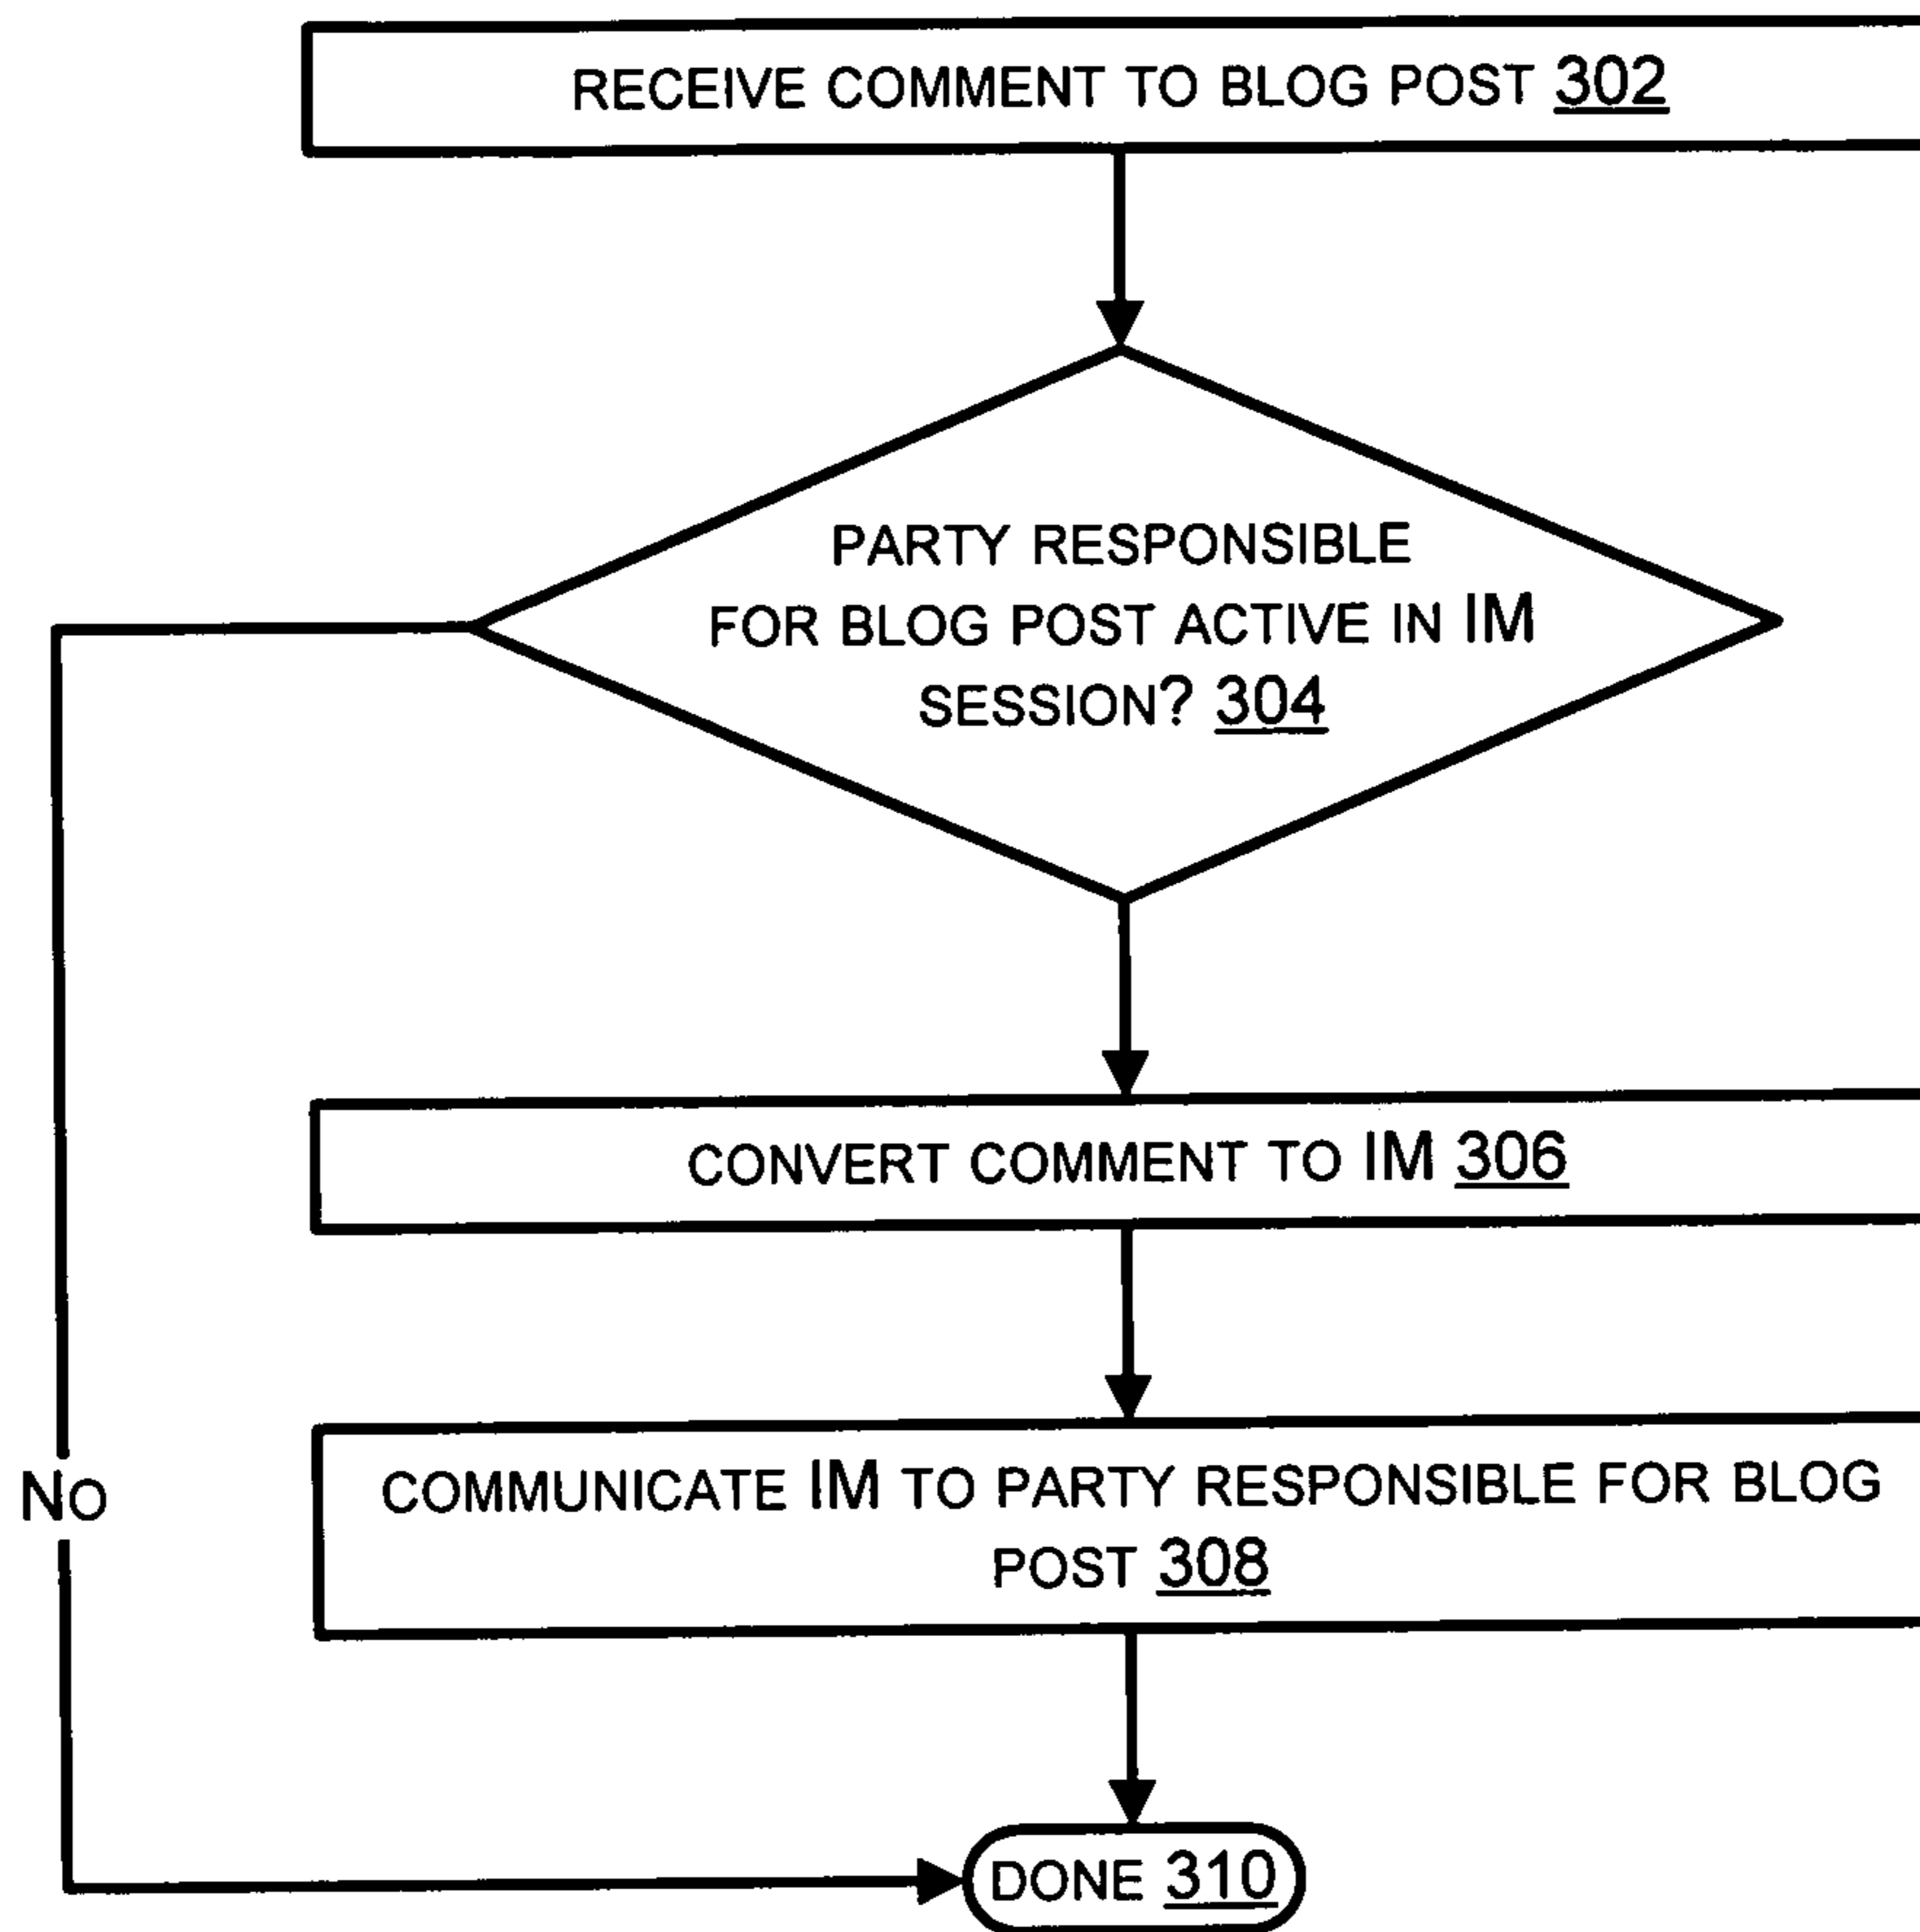 RECEIVE COMMENT TO BLOG POST 302
PARTY RESPONSIBLE
FOR BLOG POST ACTIVE IN IM
SESSION? 304
CONVERT COMMENT TO IM 306
COMMUNICATE IM TO PARTY RESPONSIBLE FOR BLOG
POST 308
NO
DONE 310